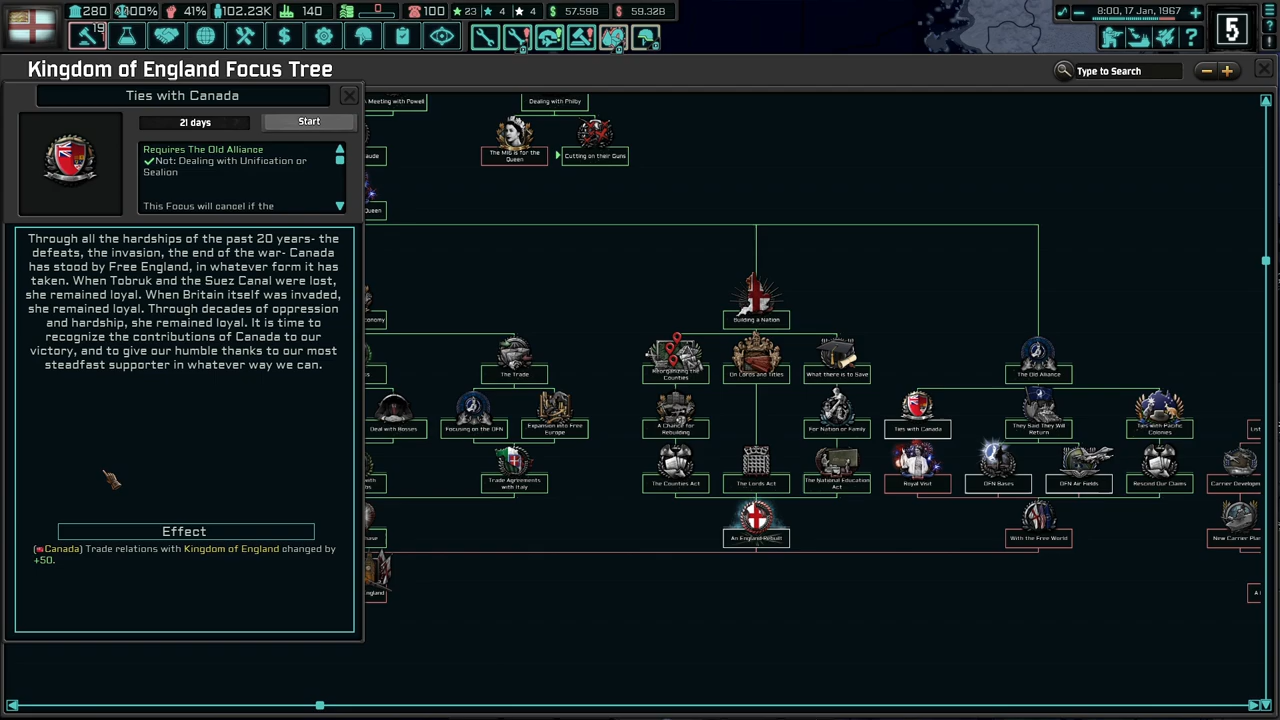 280 100% 41% 102.23K 140 100 23 4 4 $ 57.59B $ 59.32B
8:00, 17 Jan, 1967
5
19
Kingdom of England Focus Tree
Type to Search
Ties with Canada
21 days
Start
Requires The Old Alliance
Not: Dealing with Unification or
Sealion
This Focus will cancel if the
Through all the hardships of the past 20 years- the
defeats, the invasion, the end of the war- Canada
has stood by Free England, in whatever form it has
taken. When Tobruk and the Suez Canal were lost,
she remained loyal. When Britain itself was invaded,
she remained loyal. Through decades of oppression
and hardship, she remained loyal. It is time to
recognize the contributions of Canada to our
victory, and to give our humble thanks to our most
steadfast supporter in whatever way we can.
Effect
(Canada) Trade relations with Kingdom of England changed by
+50.
A Meeting with Powell
Dealing with Philby
The MI5 is for the
Queen
Cutting on their Guns
Queen
Building a Nation
The Trade
Reorganizing the
Counties
On Lords and Titles
What there is to Save
The Old Aliance
Deal with Bosses
Focusing on the OFN
Expansion into Free
Europe
A Chance for
Rebuilding
For Nation or Family
Ties with Canada
They Said They Will
Return
Ties with Pacific
Colonies
Trade Agreements
with Italy
The Counties Act
The Lords Act
The National Education
Act
Royal Visit
OFN Bases
OFN Air Fields
Rescind Our Claims
Carrier Developm
An England Rebuilt
With the Free World
New Carrier Plan
ngland